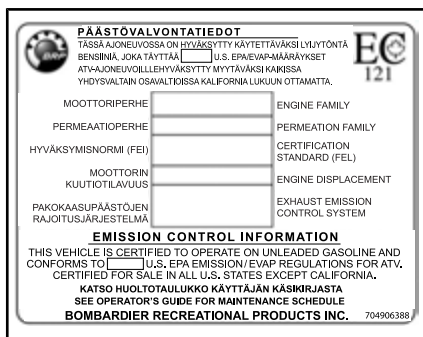 PÄÄSTÖVALVONTATIEDOT
TÄSSÄ AJONEUVOSSA ON HYVÄKSYTTY KÄYTETTÄVÄKSI LYIJYTÖNTÄ
BENSIINIÄ, JOKA TÄYTTÄÄ U.S. EPA/EVAP-MÄÄRÄYKSET
ATV-AJONEUVOILLLEHYVÄKSYTTY MYYTÄVÄKSI KAIKISSA
YHDYSVALTAIN OSAVALTIOISSA KALIFORNIA LUKUUN OTTAMATTA.
EC
121
MOOTTORIPERHE ENGINE FAMILY
PERMEAATIOPERHE PERMEATION FAMILY
HYVÄKSYMISNORMI (FEI) CERTIFICATION
STANDARD (FEL)
MOOTTORIN
KUUTIOTILAVUUS ENGINE DISPLACEMENT
PAKOKAASUPÄÄSTÖJEN EXHAUST EMISSION
RAJOITUSJÄRJESTELMÄ CONTROL SYSTEM
EMISSION CONTROL INFORMATION
THIS VEHICLE IS CERTIFIED TO OPERATE ON UNLEADED GASOLINE AND
CONFORMS TO U.S. EPA EMISSION/EVAP REGULATIONS FOR ATV.
CERTIFIED FOR SALE IN ALL U.S. STATES EXCEPT CALIFORNIA.
KATSO HUOLTOTAULUKKO KÄYTTÄJÄN KÄSIKIRJASTA
SEE OPERATOR'S GUIDE FOR MAINTENANCE SCHEDULE
BOMBARDIER RECREATIONAL PRODUCTS INC. 704906388